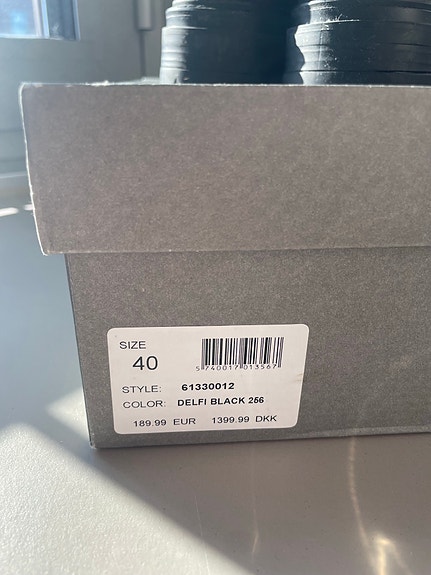 SIZE
40
5740017013567
STYLE: 61330012
COLOR: DELFI BLACK 256
189.99 EUR 1399.99 DKK